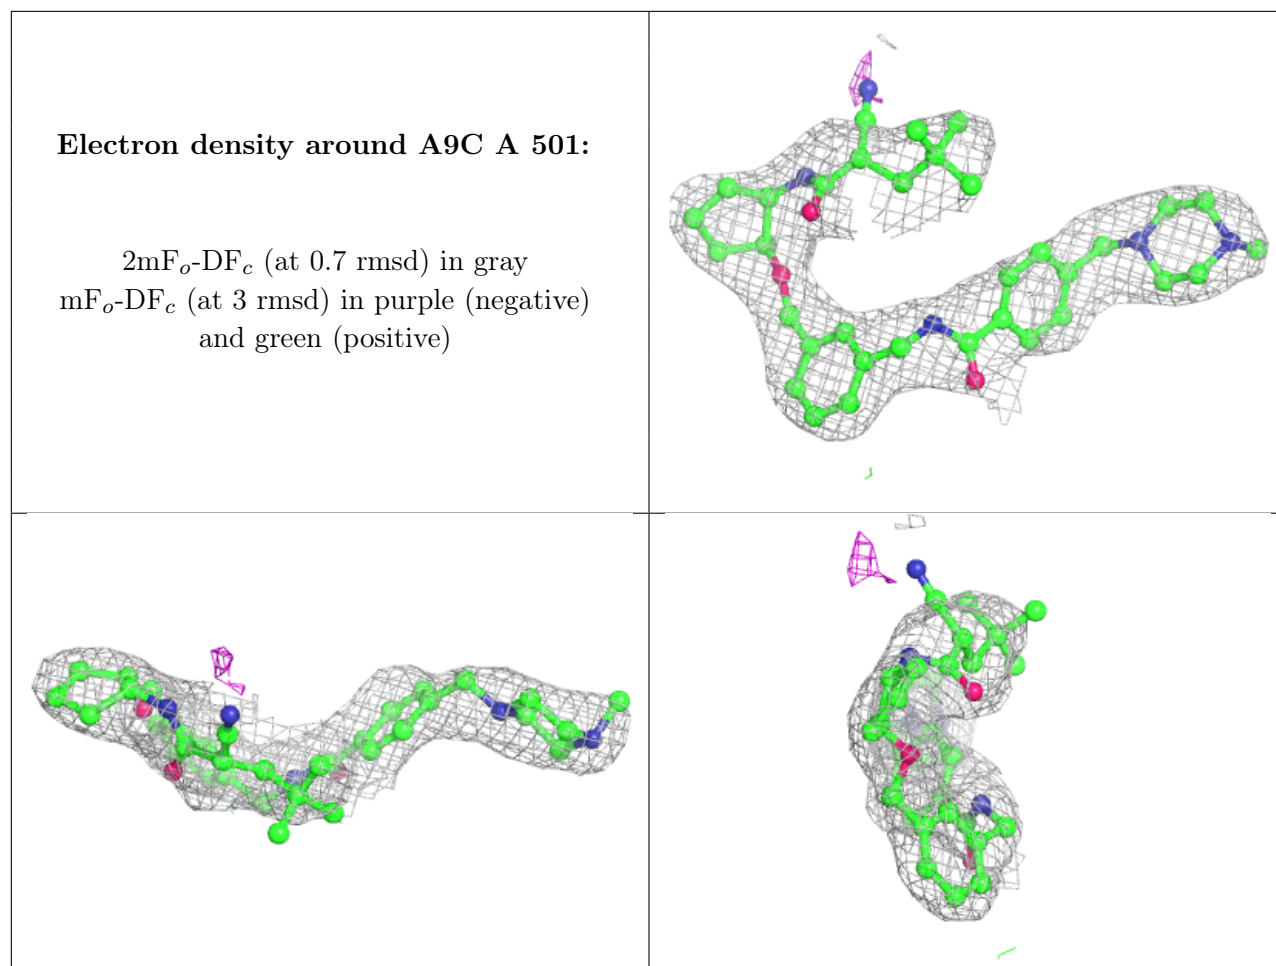 Electron density around A9C A 501:
2mFo-DFc (at 0.7 rmsd) in gray
mFo-DFc (at 3 rmsd) in purple (negative)
and green (positive)